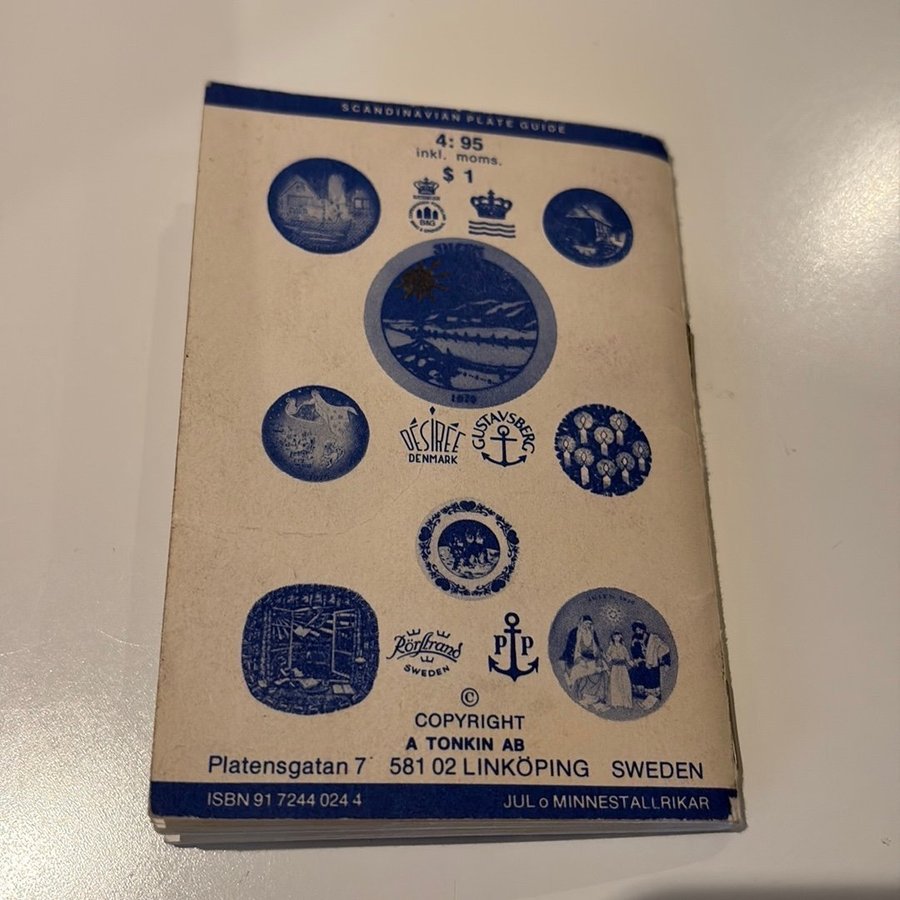 SCANDINAVIAN PLATE GUIDE
4:95
inkl. moms.
$ 1
B&G
DÉSIRÉE
DENMARK
GUSTAVSBERG
Rörstrand
SWEDEN
P P
©
COPYRIGHT
A TONKIN AB
Platensgatan 7 581 02 LINKÖPING SWEDEN
ISBN 91 7244 024 4
JUL o MINNESTALLRIKAR